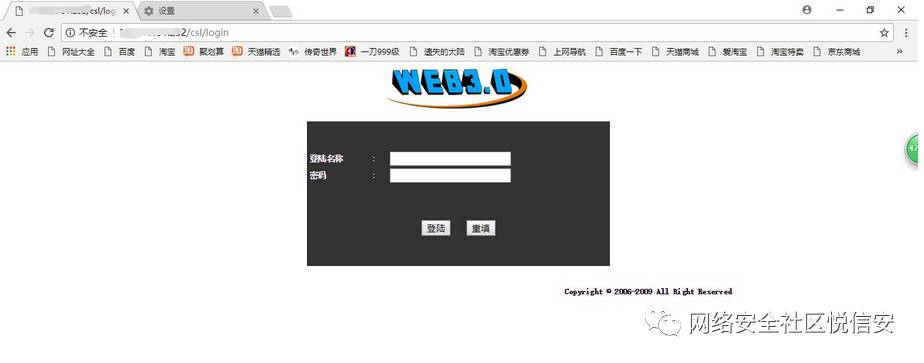 /csl/log
设置
不安全
/csl/login
应用 网址大全 百度 淘宝 聚划算 天猫精选 传奇世界 一刀999级 遗失的大陆 淘宝优惠券 上网导航 百度一下 天猫商城 爱淘宝 淘宝特卖 京东商城 »
WEB3.0
47
登陆名称 :
密码 :
登陆 重填
Copyright © 2006-2009 All Right Reserved
网络安全社区悦信安